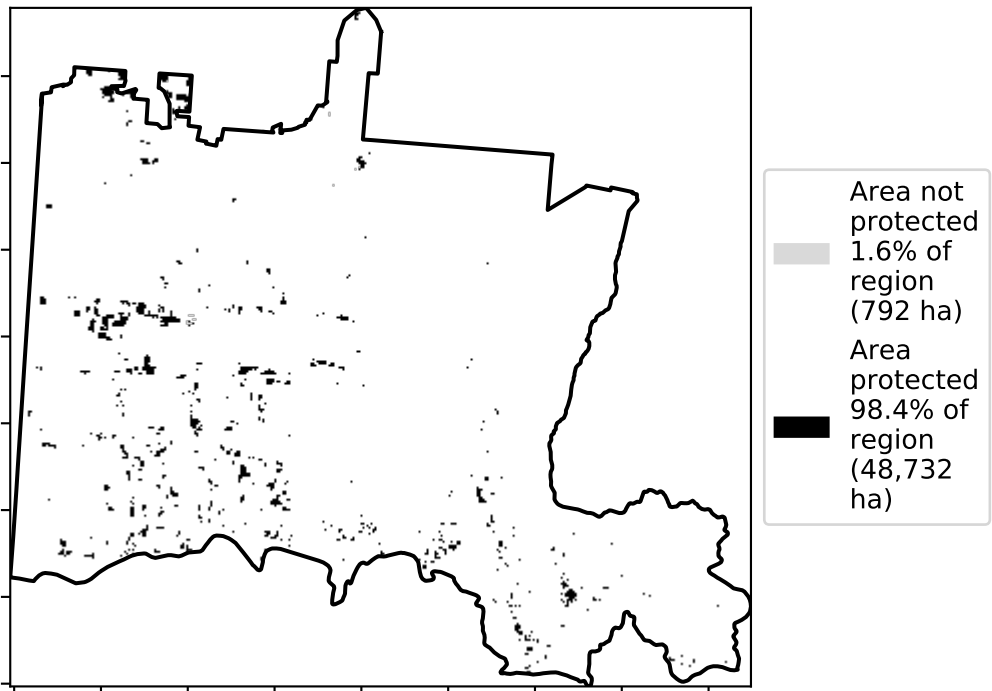 Area not
protected
1.6% of
region
(792 ha)
Area
protected
98.4% of
region
(48,732
ha)